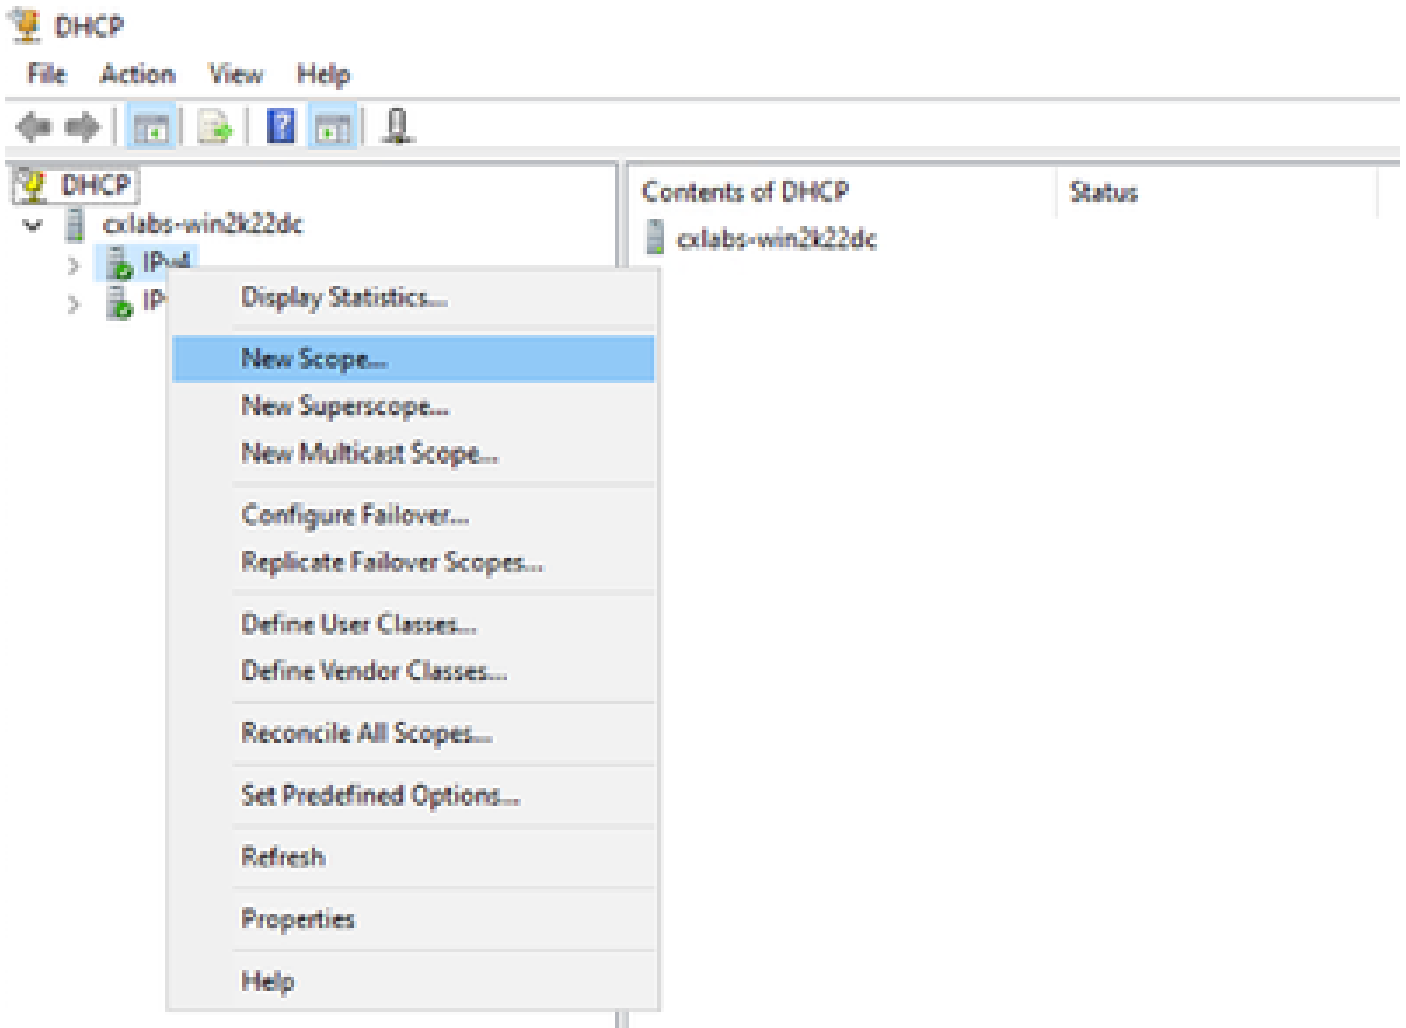 DHCP
File Action View Help
DHCP
cxlabs-win2k22dc
IPv4
IP
Contents of DHCP Status
cxlabs-win2k22dc
Display Statistics...
New Scope...
New Superscope...
New Multicast Scope...
Configure Failover...
Replicate Failover Scopes...
Define User Classes...
Define Vendor Classes...
Reconcile All Scopes...
Set Predefined Options...
Refresh
Properties
Help